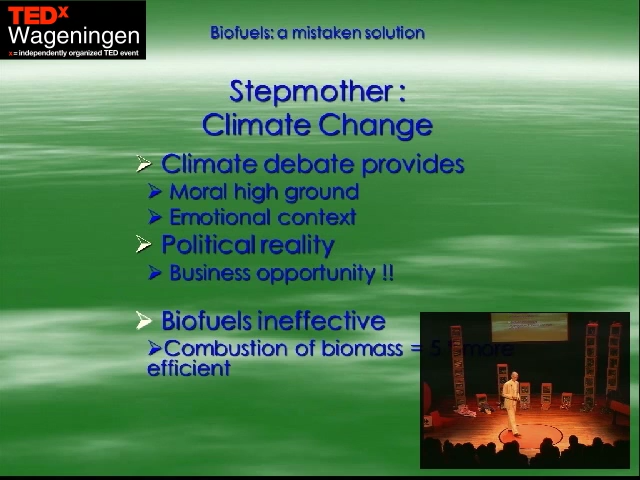 TEDx
Wageningen
x = independently organized TED event
Biofuels: a mistaken solution
Stepmother :
Climate Change
Climate debate provides
Moral high ground
Emotional context
Political reality
Business opportunity !!
Biofuels ineffective
Combustion of biomass = 5 more
efficient